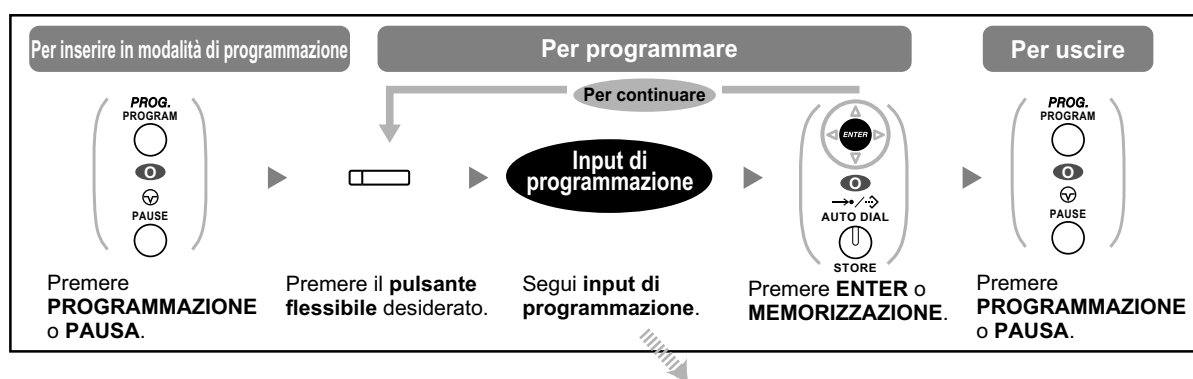 Per inserire in modalità di programmazione
Per programmare
Per uscire
Per continuare
PROG.
PROGRAM
O
PAUSE
Input di
programmazione
ENTER
O
AUTO DIAL
STORE
PROG.
PROGRAM
O
PAUSE
Premere
PROGRAMMAZIONE
o PAUSA.
Premere il pulsante
flessibile desiderato.
Segui input di
programmazione.
Premere ENTER o
MEMORIZZAZIONE.
Premere
PROGRAMMAZIONE
o PAUSA.